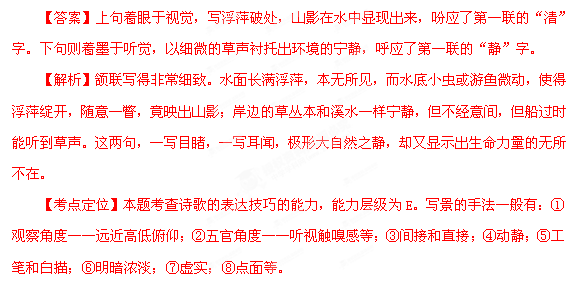 【答案】上句着眼于视觉，写浮萍破处，山影在水中显现出来，吩应了第一联的“清”
字。下句则着墨于听觉，以细微的草声衬托出环境的宁静，呼应了第一联的“静”字。
【解析】颔联写得非常细致。水面长满浮萍，本无所见，而水底小虫或游鱼微动，使得
浮萍绽开，随意一瞥，竟映出山影；岸边的草丛本和溪水一样宁静，但不经意间，但船过时
能听到草声。这两句，一写目睹，一写耳闻，极形大自然之静，却又显示出生命力量的无所
不在。
【考点定位】本题考查诗歌的表达技巧的能力，能力层级为 E。写景的手法一般有：①
观察角度——远近高低俯仰；②五官角度——听视触嗅感等；③间接和直接；④动静；⑤工
笔和白描；⑥明暗浓淡；⑦虚实；⑧点面等。